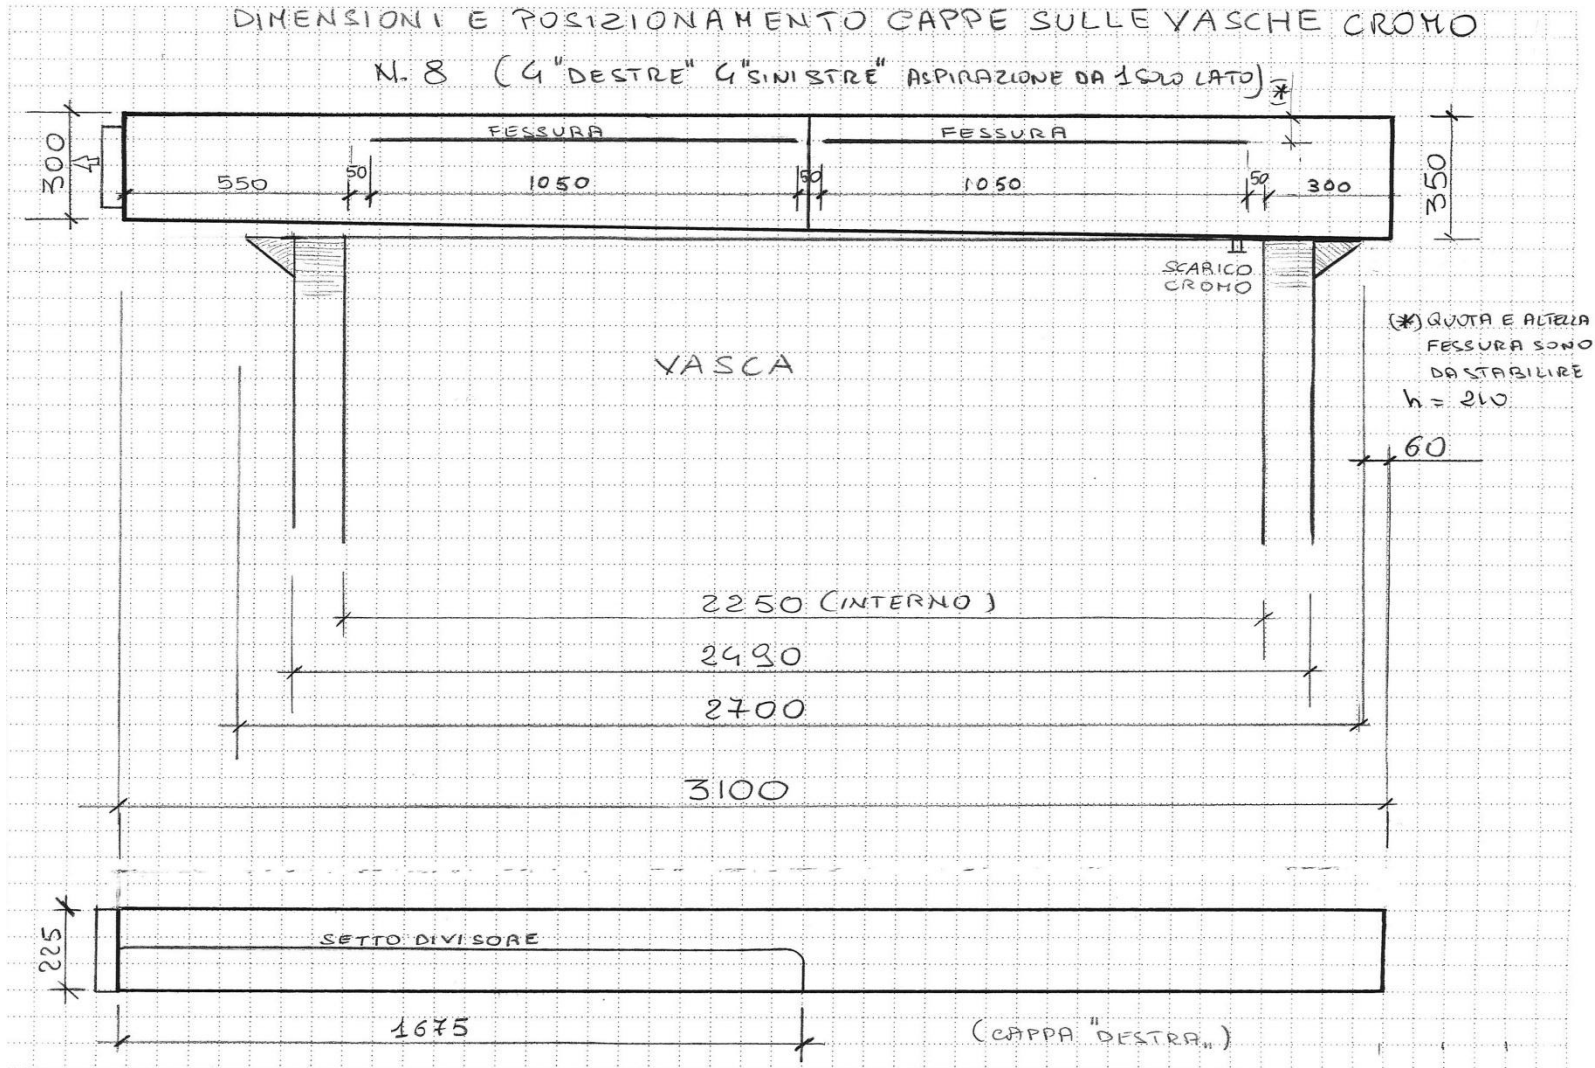 DIMENSIONI E POSIZIONAMENTO CAPPE SULLE VASCHE CROMO
N. 8 (4 "DESTRE" 4 "SINISTRE" ASPIRAZIONE DA 1 SOLO LATO)
(*)
300
FESSURA
FESSURA
550
50
1050
50
1050
50
300
350
SCARICO
CROMO
VASCA
(*) QUOTA E ALTEZZA
FESSURA SONO
DA STABILIRE
h = 210
60
2250 (INTERNO)
2490
2700
3100
225
SETTO DIVISORE
1675
(CAPPA "DESTRA")